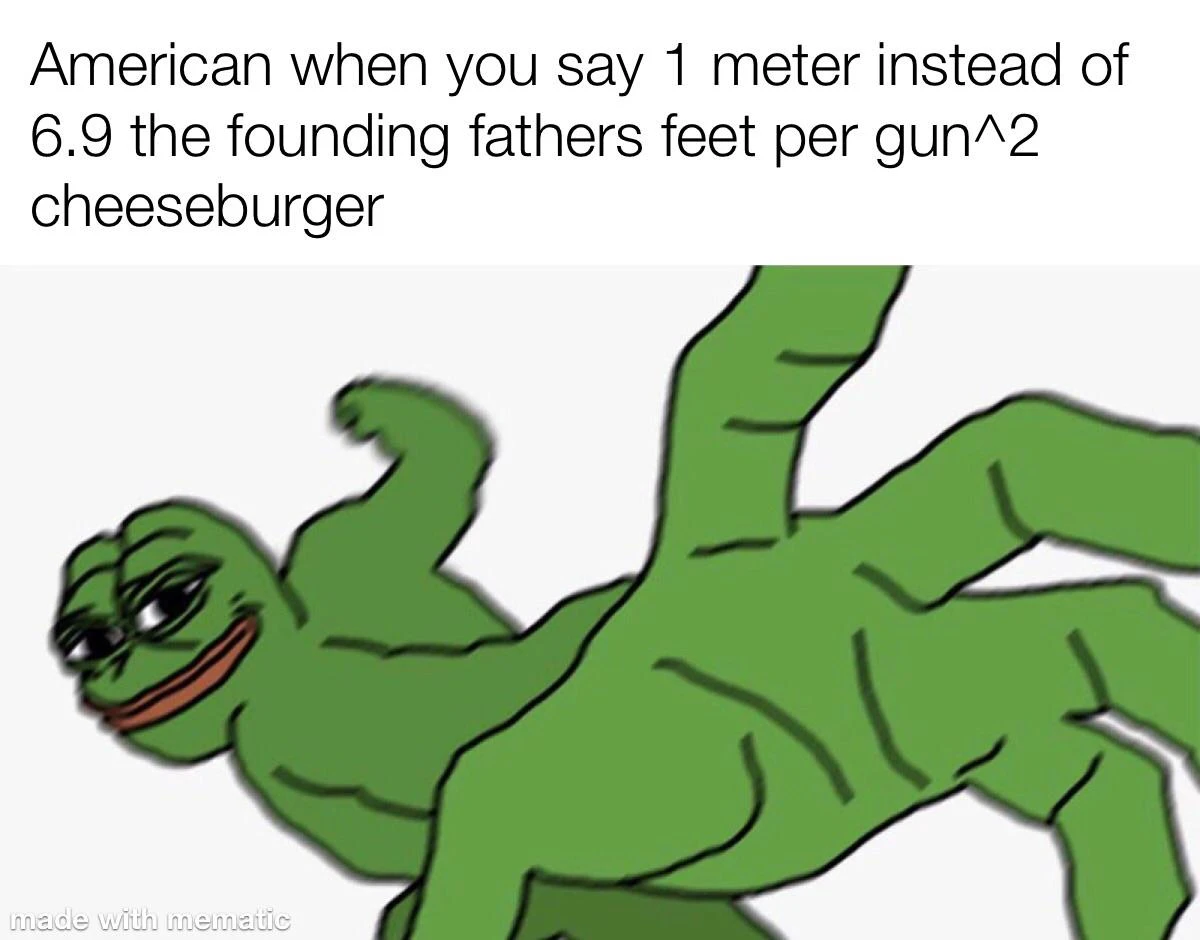 American when you say 1 meter instead of
6.9 the founding fathers feet per gun^2
cheeseburger
made with mematic